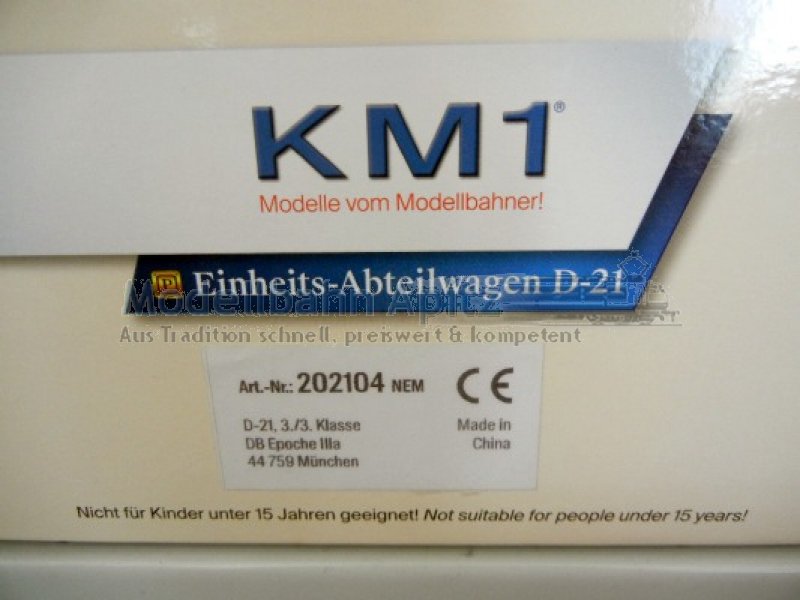 KM1®
Modelle vom Modellbahner!
P Einheits-Abteilwagen D-21
Modellbahn Apitz
Aus Tradition schnell, preiswert & kompetent
Art.-Nr.: 202104 NEM CE
D-21, 3./3. Klasse
DB Epoche IIIa
44 759 München
Made in
China
Nicht für Kinder unter 15 Jahren geeignet! Not suitable for people under 15 years!